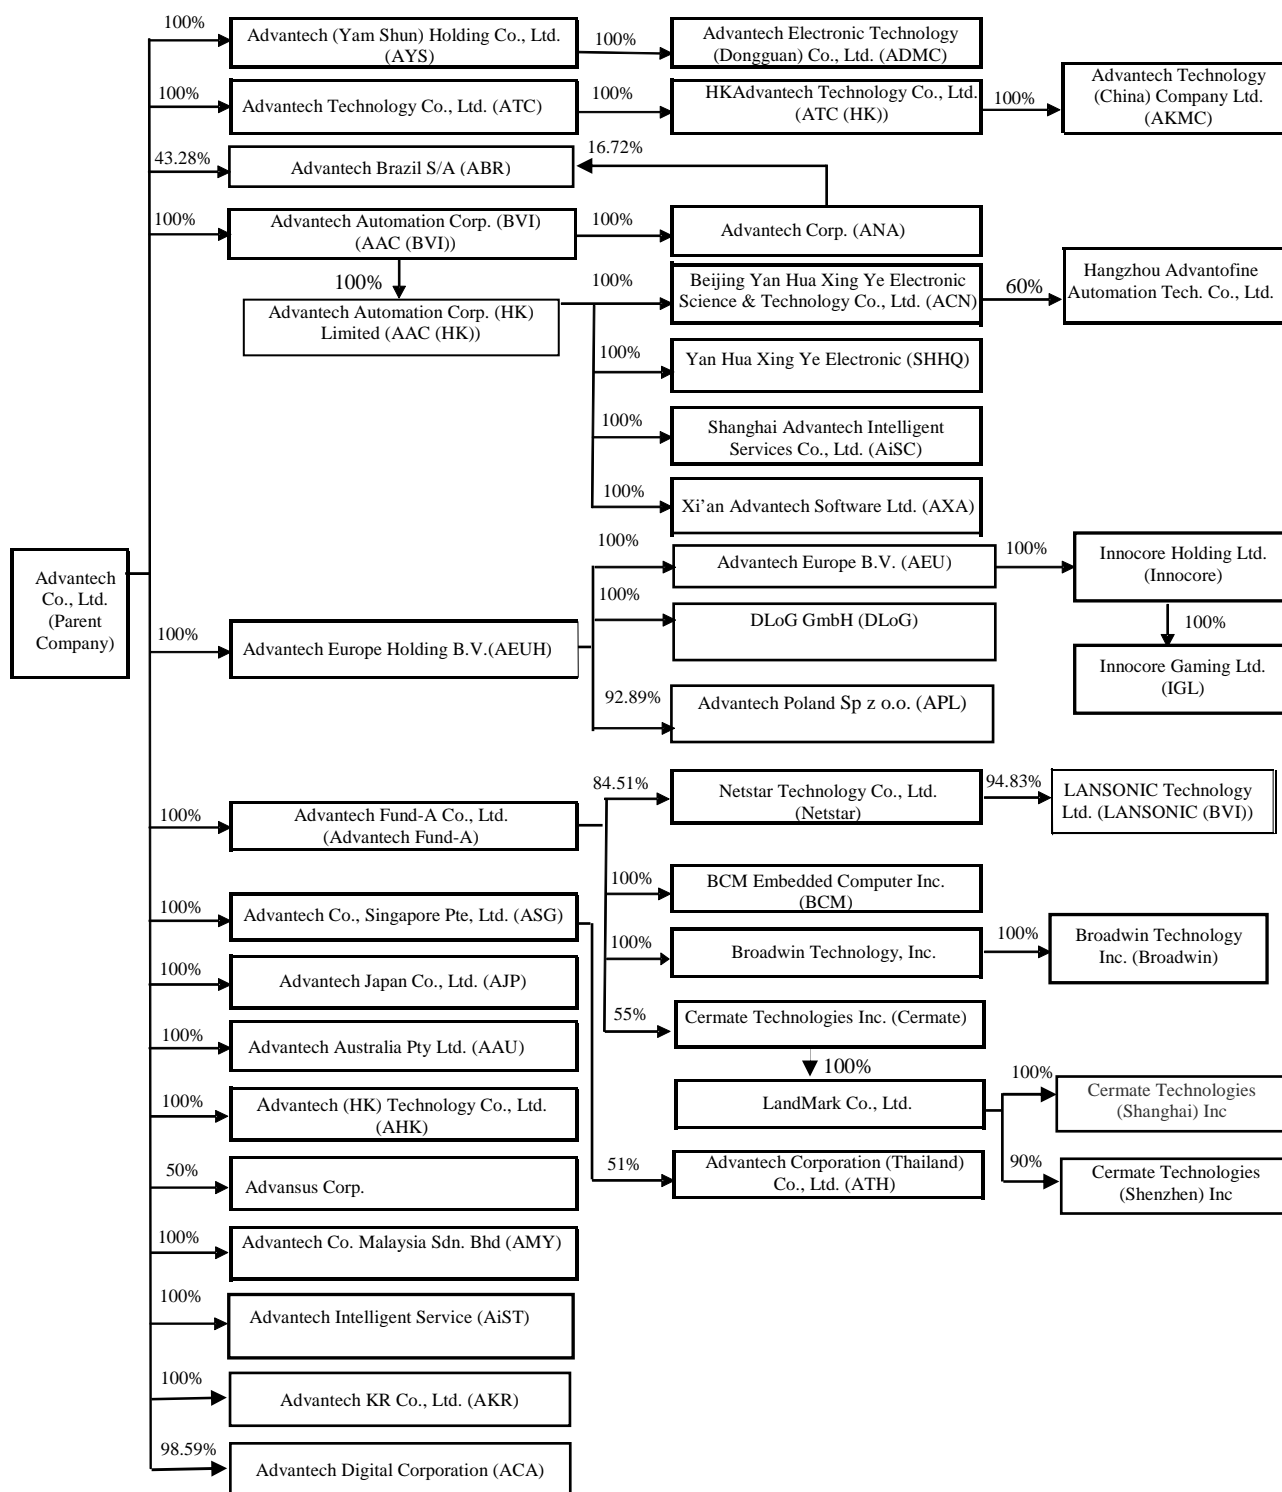 100%
Advantech (Yam Shun) Holding Co., Ltd.
(AYS)
100%
Advantech Electronic Technology
(Dongguan) Co., Ltd. (ADMC)
100%
Advantech Technology Co., Ltd. (ATC)
100%
HKAdvantech Technology Co., Ltd.
(ATC (HK))
100%
Advantech Technology
(China) Company Ltd.
(AKMC)
43.28%
Advantech Brazil S/A (ABR)
16.72%
100%
Advantech Automation Corp. (BVI)
(AAC (BVI))
100%
Advantech Corp. (ANA)
100%
Advantech Automation Corp. (HK)
Limited (AAC (HK))
100%
Beijing Yan Hua Xing Ye Electronic
Science & Technology Co., Ltd. (ACN)
60%
Hangzhou Advantofine
Automation Tech. Co., Ltd.
100%
Yan Hua Xing Ye Electronic (SHHQ)
100%
Shanghai Advantech Intelligent
Services Co., Ltd. (AiSC)
100%
Xi’an Advantech Software Ltd. (AXA)
Advantech
Co., Ltd.
(Parent
Company)
100%
Advantech Europe Holding B.V.(AEUH)
100%
Advantech Europe B.V. (AEU)
100%
Innocore Holding Ltd.
(Innocore)
100%
DLoG GmbH (DLoG)
100%
Innocore Gaming Ltd.
(IGL)
92.89%
Advantech Poland Sp z o.o. (APL)
100%
Advantech Fund-A Co., Ltd.
(Advantech Fund-A)
84.51%
Netstar Technology Co., Ltd.
(Netstar)
94.83%
LANSONIC Technology
Ltd. (LANSONIC (BVI))
100%
BCM Embedded Computer Inc.
(BCM)
100%
Advantech Co., Singapore Pte, Ltd. (ASG)
100%
Broadwin Technology, Inc.
100%
Broadwin Technology
Inc. (Broadwin)
100%
Advantech Japan Co., Ltd. (AJP)
55%
Cermate Technologies Inc. (Cermate)
100%
Advantech Australia Pty Ltd. (AAU)
100%
LandMark Co., Ltd.
100%
Cermate Technologies
(Shanghai) Inc
100%
Advantech (HK) Technology Co., Ltd.
(AHK)
51%
Advantech Corporation (Thailand)
Co., Ltd. (ATH)
90%
Cermate Technologies
(Shenzhen) Inc
50%
Advansus Corp.
100%
Advantech Co. Malaysia Sdn. Bhd (AMY)
100%
Advantech Intelligent Service (AiST)
100%
Advantech KR Co., Ltd. (AKR)
98.59%
Advantech Digital Corporation (ACA)